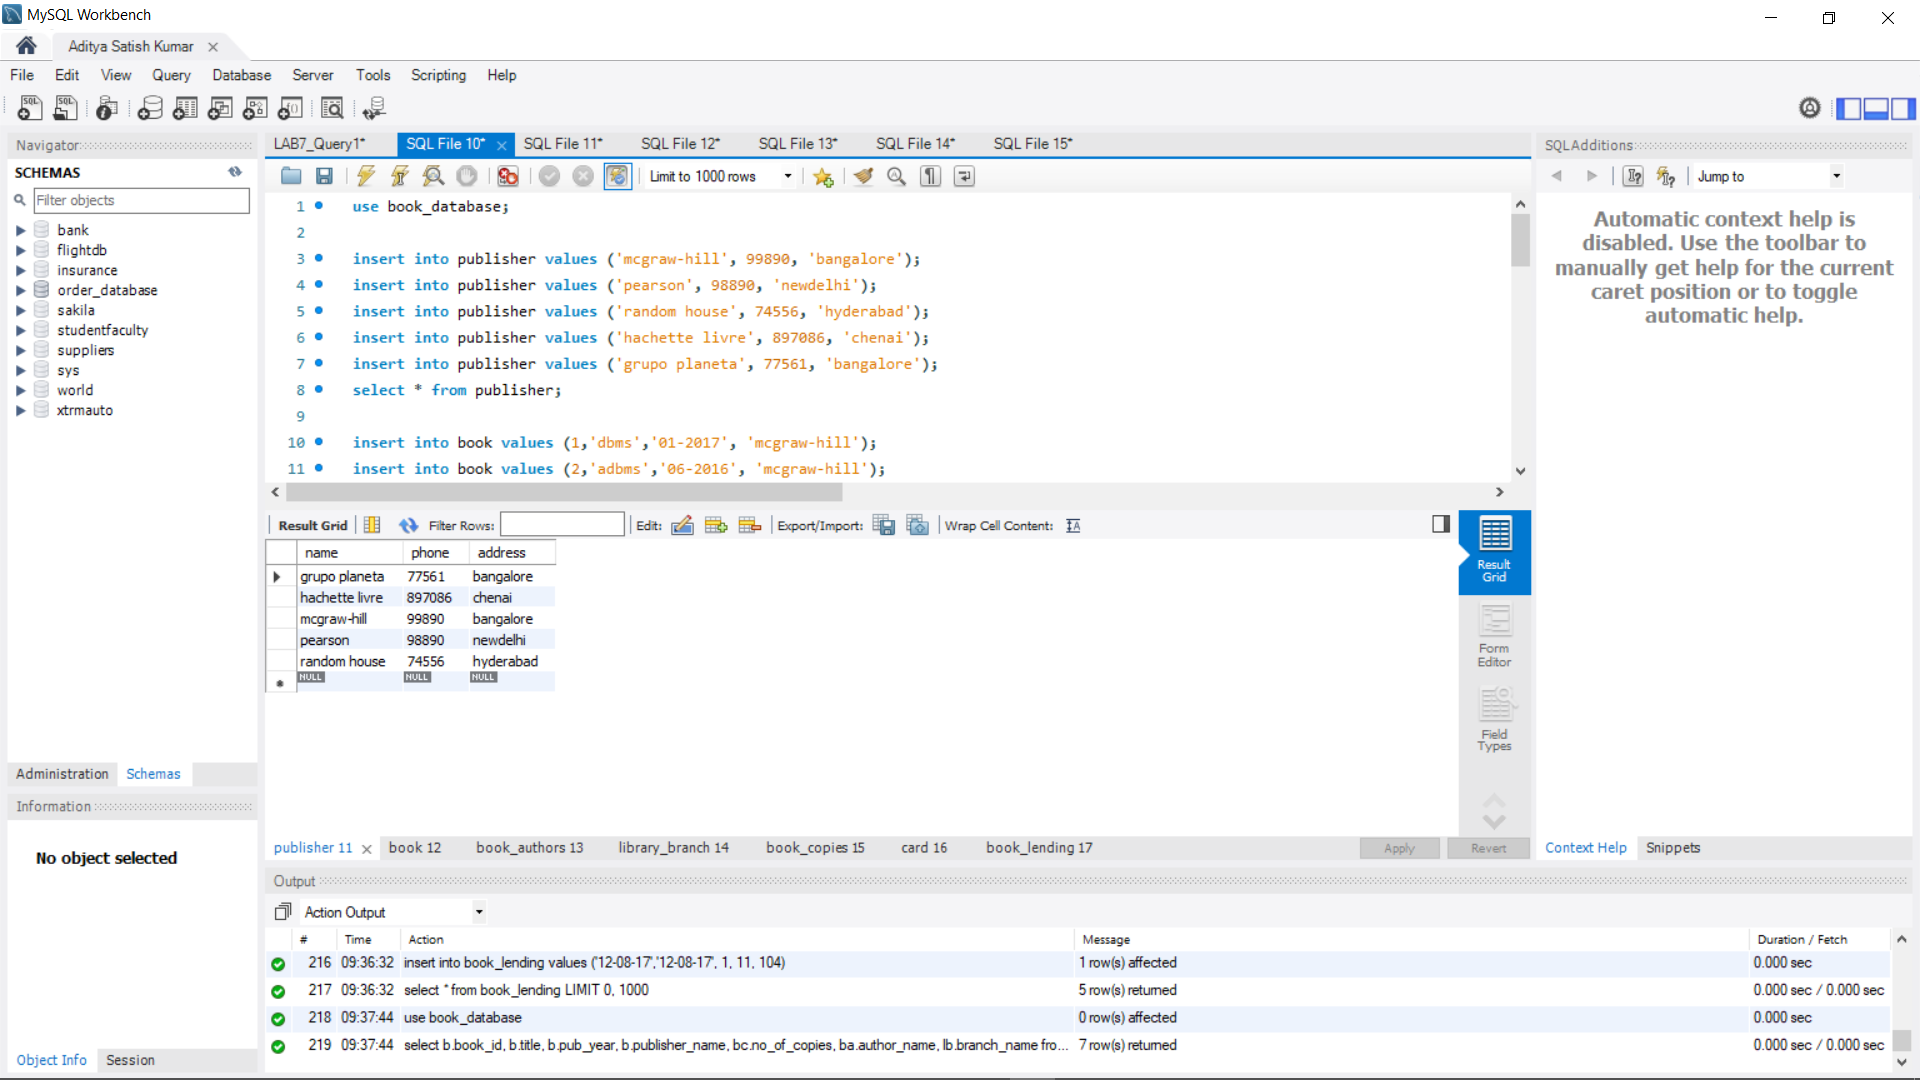 MySQL Workbench
Aditya Satish Kumar
File Edit View Query Database Server Tools Scripting Help
Navigator
SCHEMAS
Filter objects
bank
flightdb
insurance
order_database
sakila
studentfaculty
suppliers
sys
world
xtrmauto
Administration Schemas
Information
No object selected
Object Info Session
LAB7_Query1* SQL File 10* SQL File 11* SQL File 12* SQL File 13* SQL File 14* SQL File 15*
Limit to 1000 rows
1 use book_database;
2
3 insert into publisher values ('mcgraw-hill', 99890, 'bangalore');
4 insert into publisher values ('pearson', 98890, 'newdelhi');
5 insert into publisher values ('random house', 74556, 'hyderabad');
6 insert into publisher values ('hachette livre', 897086, 'chenai');
7 insert into publisher values ('grupo planeta', 77561, 'bangalore');
8 select * from publisher;
9
10 insert into book values (1,'dbms','01-2017', 'mcgraw-hill');
11 insert into book values (2,'adbms','06-2016', 'mcgraw-hill');
Result Grid Filter Rows: Edit: Export/Import: Wrap Cell Content:
name phone address
grupo planeta 77561 bangalore
hachette livre 897086 chenai
mcgraw-hill 99890 bangalore
pearson 98890 newdelhi
random house 74556 hyderabad
NULL NULL NULL
Result
Grid
Form
Editor
Field
Types
publisher 11 book 12 book_authors 13 library_branch 14 book_copies 15 card 16 book_lending 17
Apply Revert
SQLAdditions
Jump to
Automatic context help is
disabled. Use the toolbar to
manually get help for the current
caret position or to toggle
automatic help.
Context Help Snippets
Output
Action Output
# Time Action Message Duration / Fetch
216 09:36:32 insert into book_lending values ('12-08-17','12-08-17', 1, 11, 104) 1 row(s) affected 0.000 sec
217 09:36:32 select * from book_lending LIMIT 0, 1000 5 row(s) returned 0.000 sec / 0.000 sec
218 09:37:44 use book_database 0 row(s) affected 0.000 sec
219 09:37:44 select b.book_id, b.title, b.pub_year, b.publisher_name, bc.no_of_copies, ba.author_name, lb.branch_name fro... 7 row(s) returned 0.000 sec / 0.000 sec